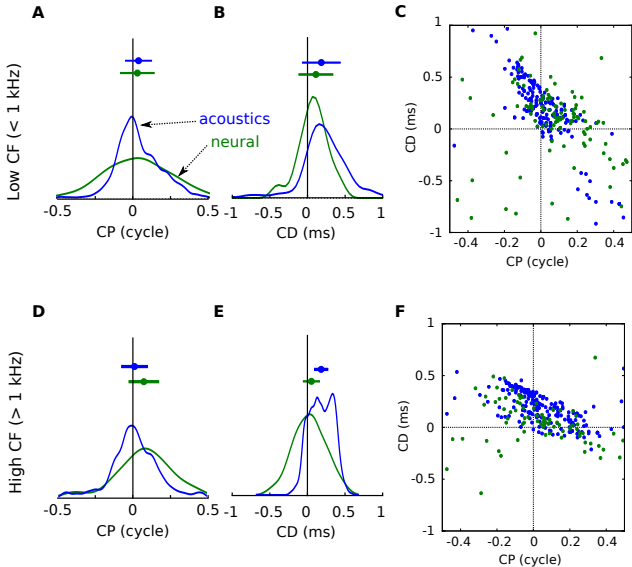 A
B
C
Low CF (< 1 kHz)
acoustics
neural
-0.5
0
0.5
CP (cycle)
-1
-0.5
0
0.5
1
CD (ms)
1
0.5
0
-0.5
-1
CD (ms)
-0.4
-0.2
0
0.2
0.4
CP (cycle)
D
E
F
High CF (> 1 kHz)
-0.5
0
0.5
CP (cycle)
-1
-0.5
0
0.5
1
CD (ms)
1
0.5
0
-0.5
-1
CD (ms)
-0.4
-0.2
0
0.2
0.4
CP (cycle)